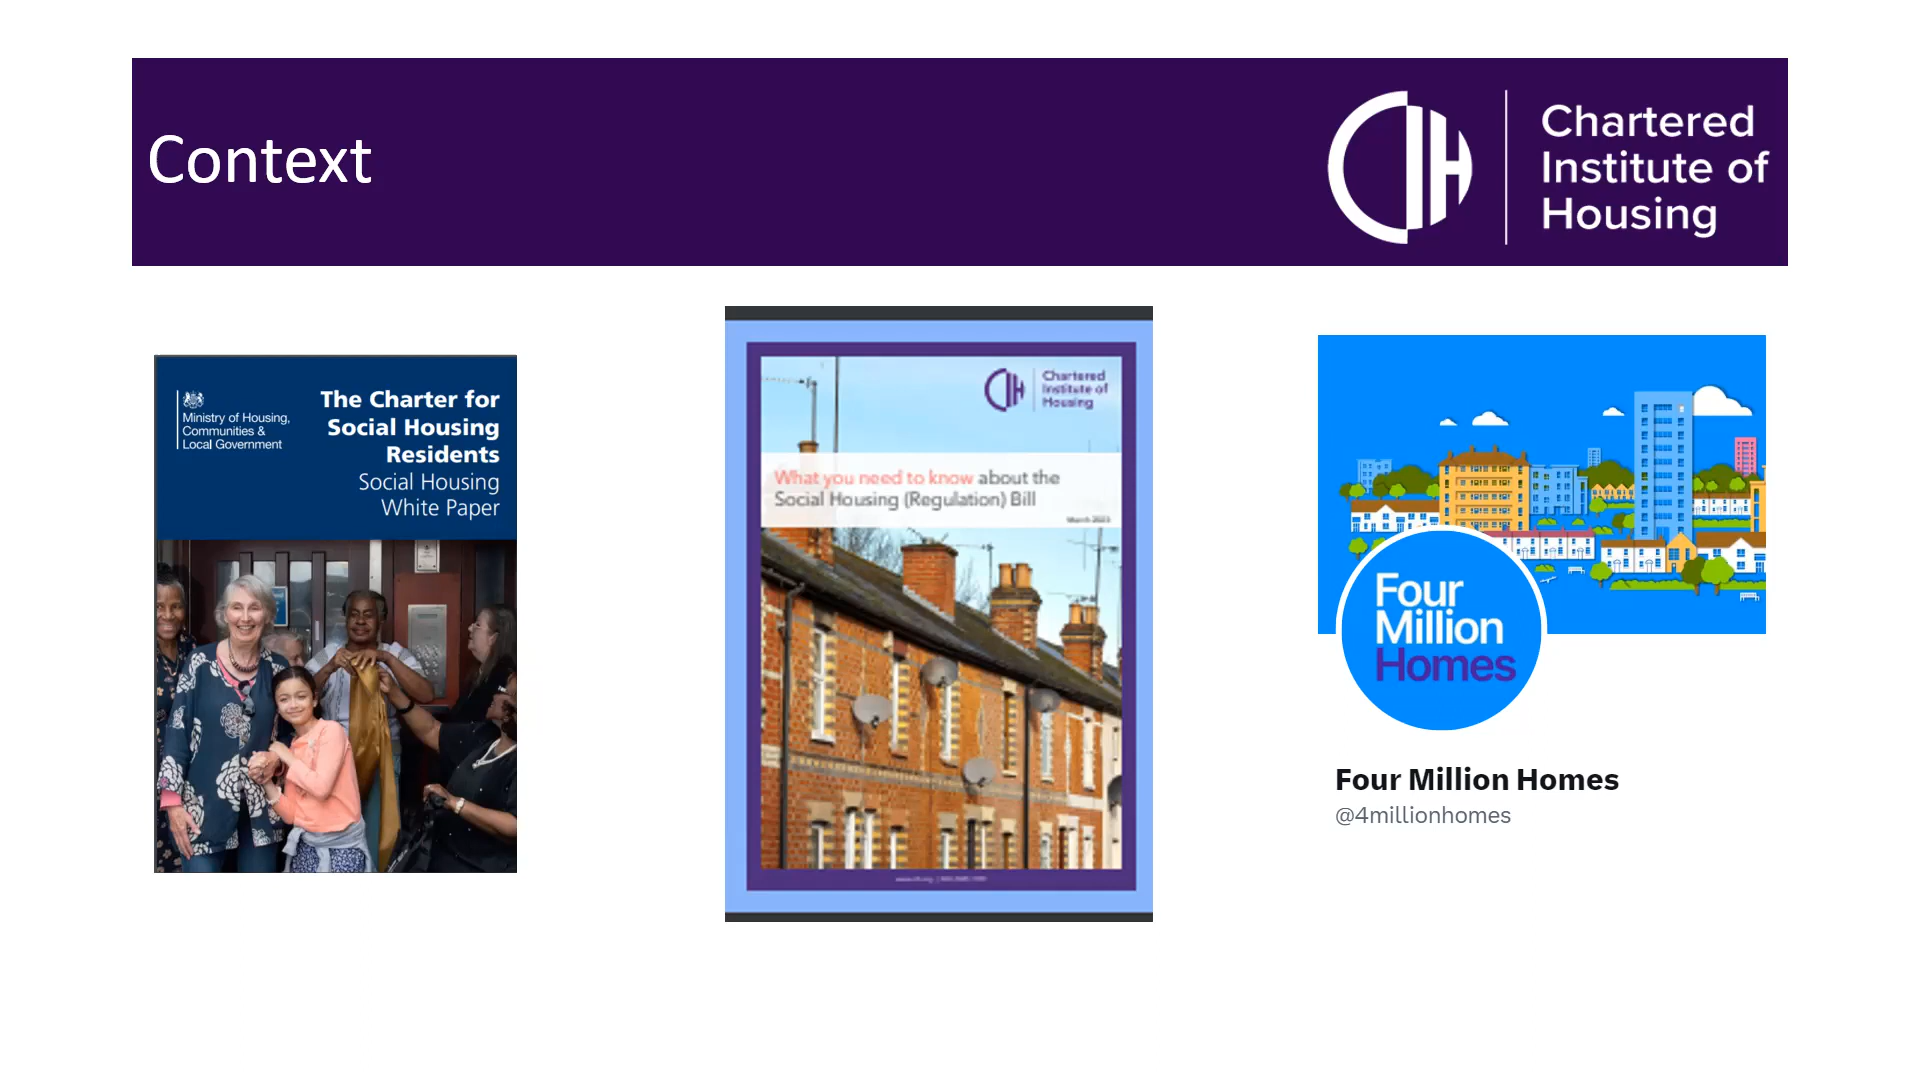 Context
Chartered
Institute of
Housing
Ministry of Housing,
Communities &
Local Government
The Charter for
Social Housing
Residents
Social Housing
White Paper
Chartered
Institute of
Housing
What you need to know about the
Social Housing (Regulation) Bill
Four
Million
Homes
Four Million Homes
@4millionhomes